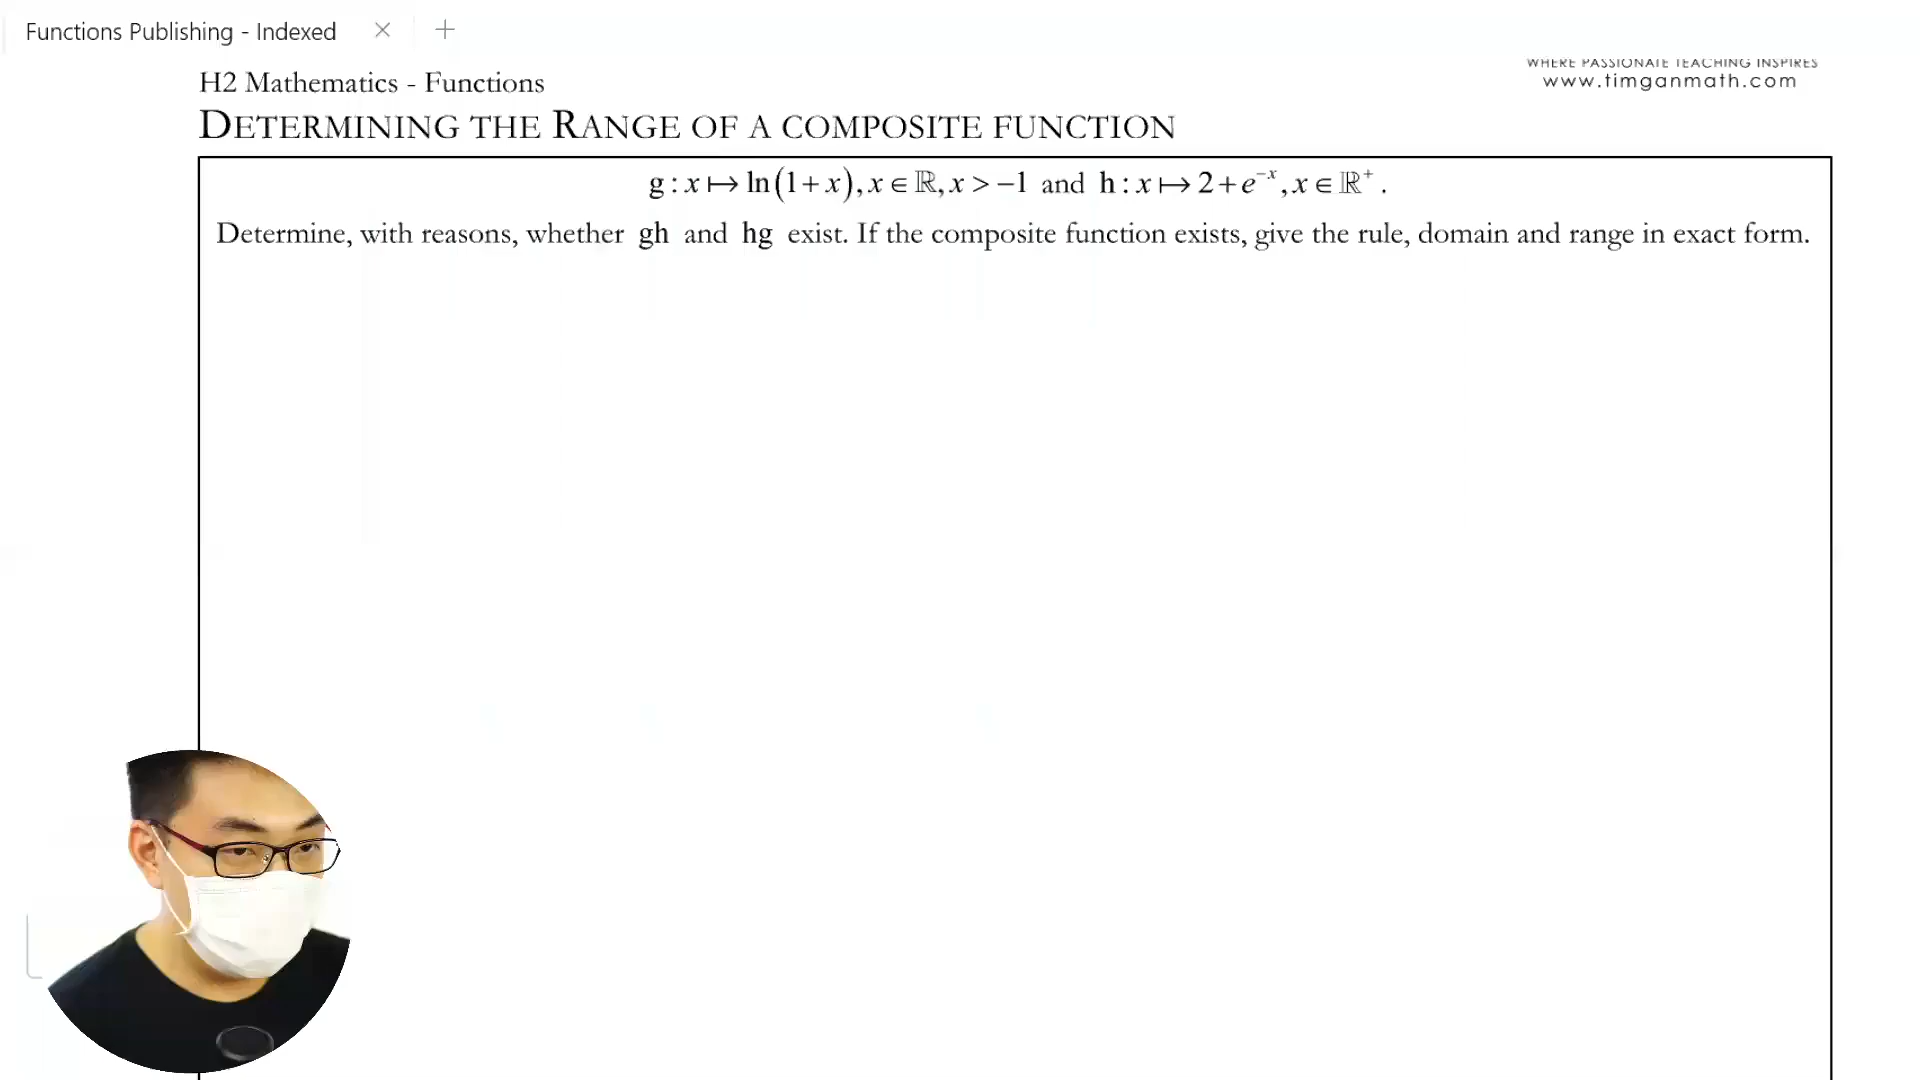 Functions Publishing - Indexed
WHERE PASSIONATE TEACHING INSPIRES
www.timganmath.com
H2 Mathematics - Functions
DETERMINING THE RANGE OF A COMPOSITE FUNCTION
g : x ↦ ln(1+x), x ∈ ℝ, x > −1 and h : x ↦ 2 + e⁻ˣ, x ∈ ℝ⁺.
Determine, with reasons, whether gh and hg exist. If the composite function exists, give the rule, domain and range in exact form.